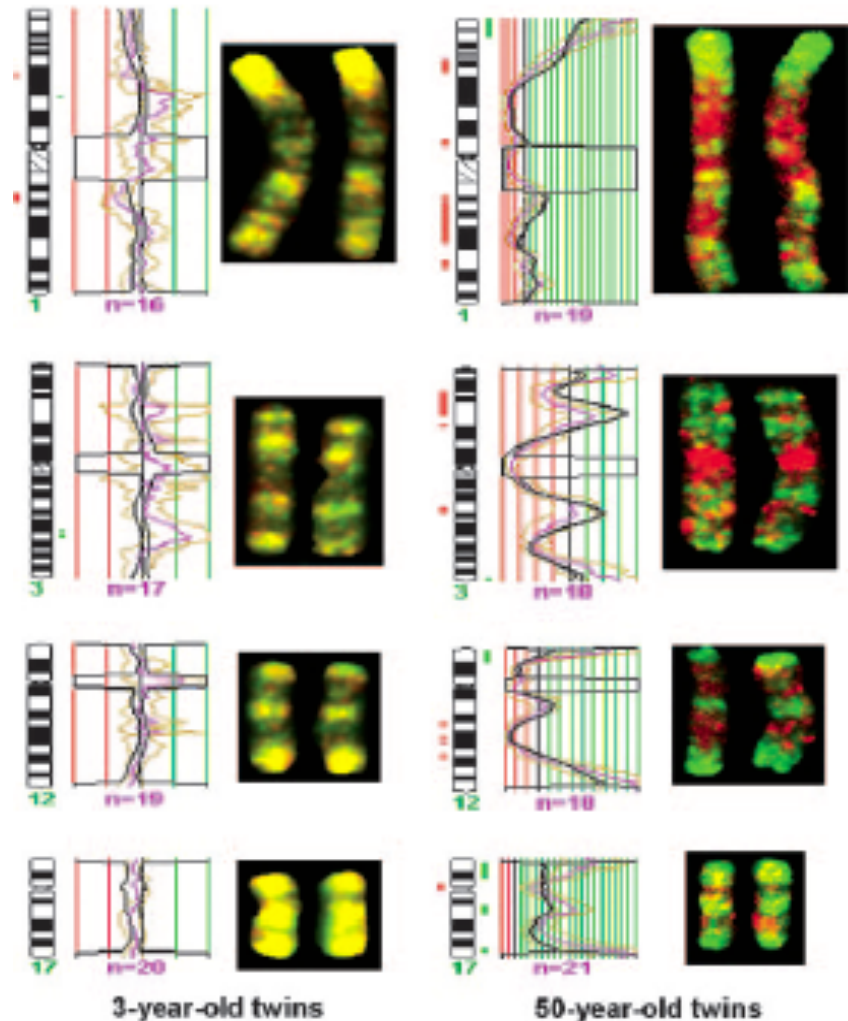 1 n=16
1 n=19
3 n=17
3 n=18
12 n=19
12 n=18
17 n=20
17 n=21
3-year-old twins
50-year-old twins